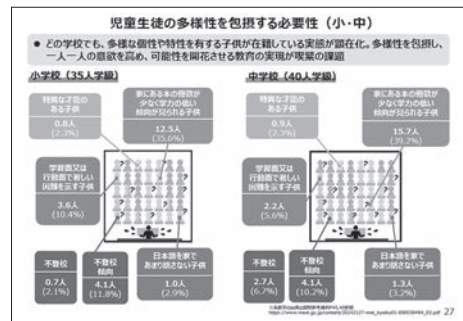 児童生徒の多様性を包摂する必要性（小・中）
● どの学校でも、多様な個性や特性を有する子供が在籍している実態が顕在化。多様性を包摂し、
一人一人の意欲を高め、可能性を開花させる教育の実現が喫緊の課題
小学校（35人学級）
特異な才能の
ある子供
0.8人
(2.3%)
家にある本の冊数が
少なく学力の低い
傾向が見られる子供
12.5人
(35.6%)
学習面又は
行動面で著しい
困難を示す子供
3.6人
(10.4%)
不登校
0.7人
(2.1%)
不登校
傾向
4.1人
(11.8%)
日本語を家で
あまり話さない子供
1.0人
(2.9%)
中学校（40人学級）
特異な才能の
ある子供
0.9人
(2.3%)
家にある本の冊数が
少なく学力の低い
傾向が見られる子供
15.7人
(39.2%)
学習面又は
行動面で著しい
困難を示す子供
2.2人
(5.6%)
不登校
2.7人
(6.7%)
不登校
傾向
4.1人
(10.2%)
日本語を家で
あまり話さない子供
1.3人
(3.2%)
27